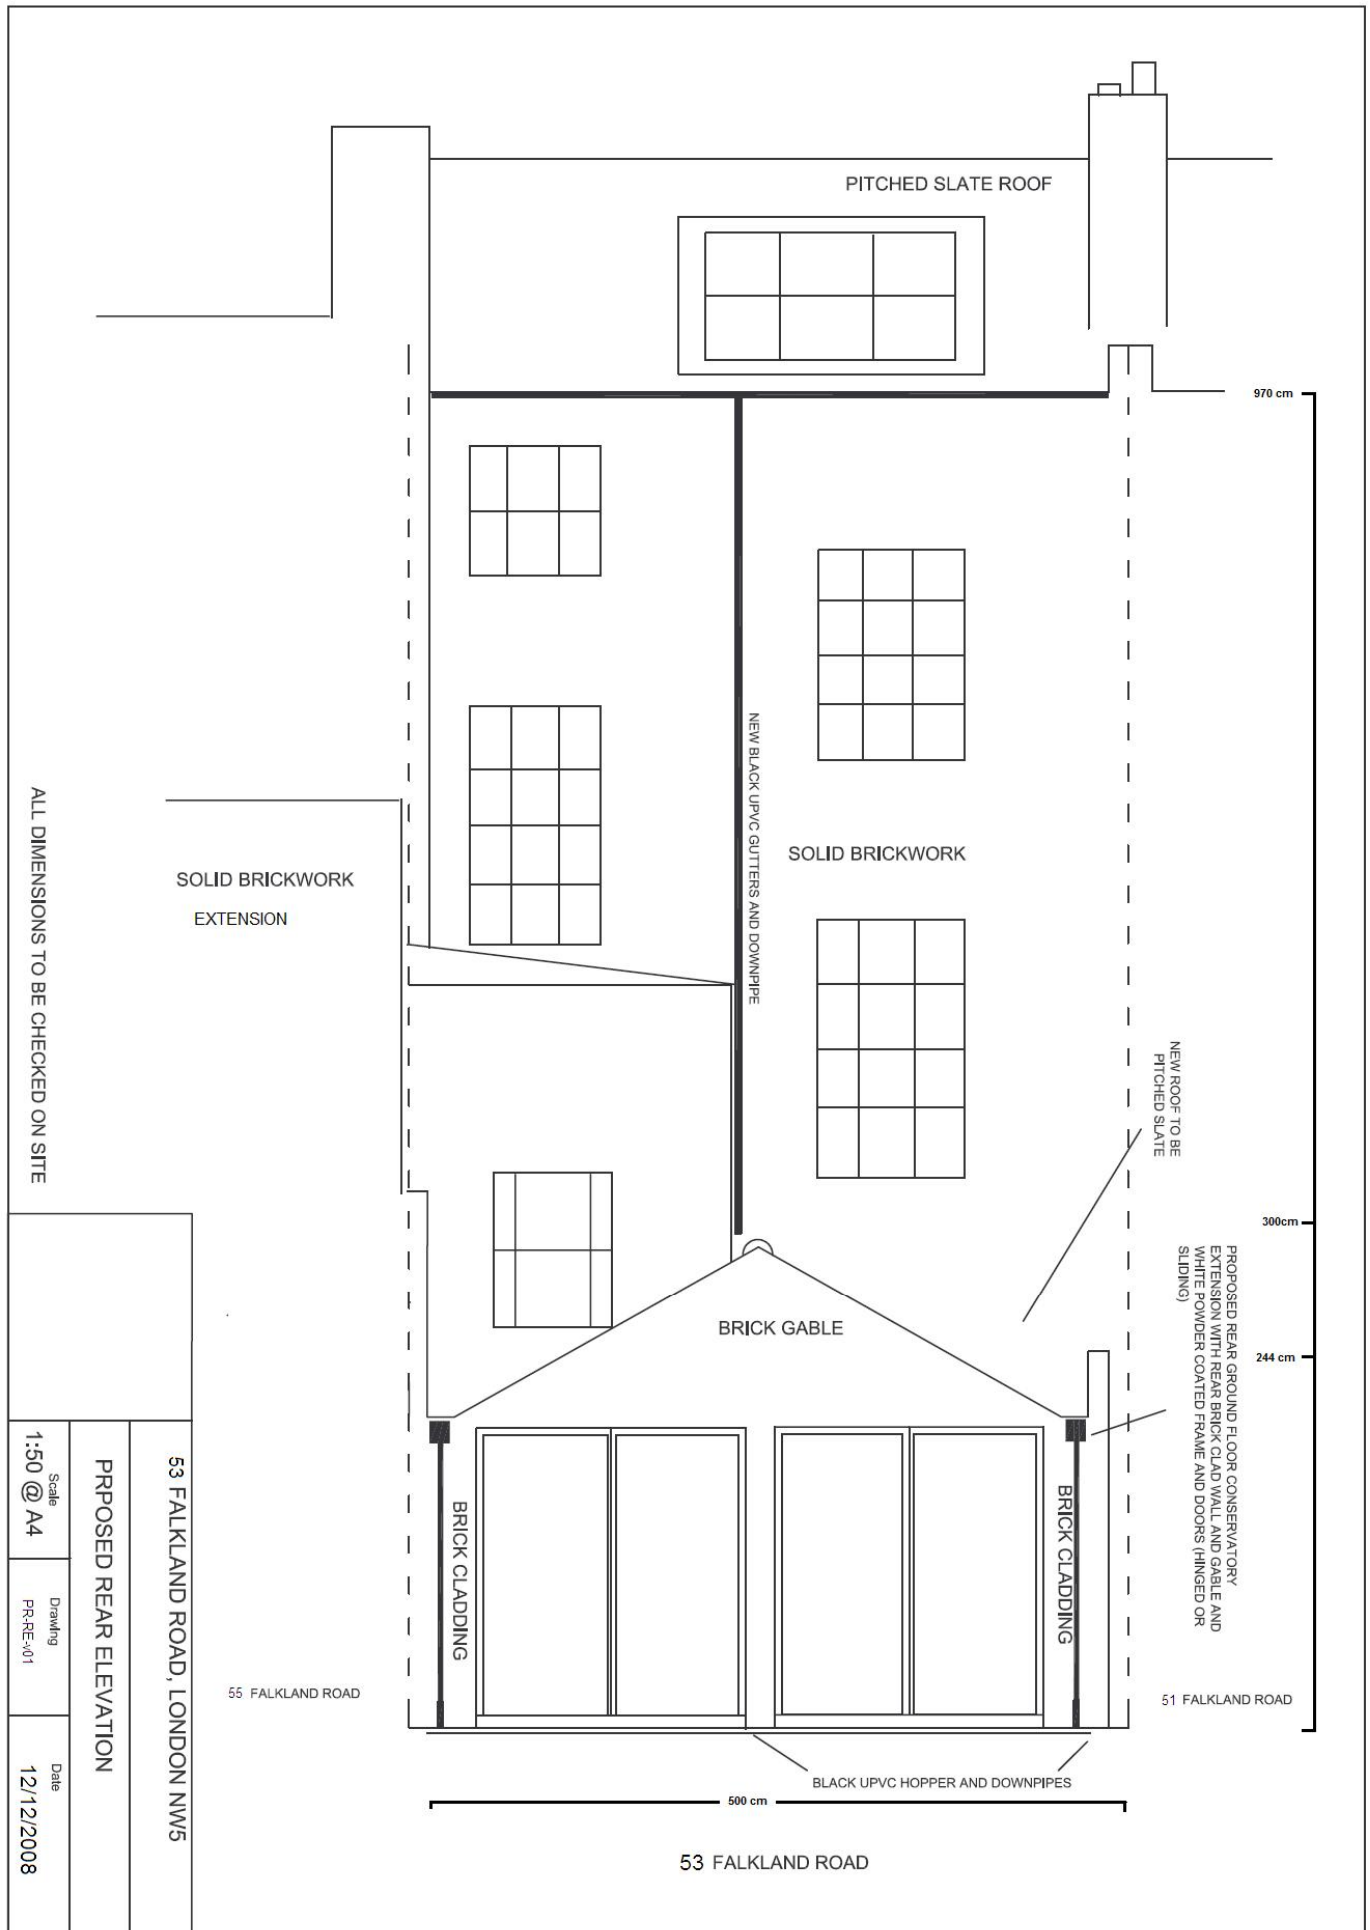 PITCHED SLATE ROOF
970 cm
NEW BLACK UPVC GUTTERS AND DOWNPIPE
SOLID BRICKWORK
SOLID BRICKWORK
EXTENSION
ALL DIMENSIONS TO BE CHECKED ON SITE
NEW ROOF TO BE
PITCHED SLATE
300cm
PROPOSED REAR GROUND FLOOR CONSERVATORY
EXTENSION WITH REAR BRICK CLAD WALL AND GABLE AND
WHITE POWDER COATED FRAME AND DOORS (HINGED OR
SLIDING)
BRICK GABLE
244 cm
BRICK CLADDING
BRICK CLADDING
55 FALKLAND ROAD
51 FALKLAND ROAD
BLACK UPVC HOPPER AND DOWNPIPES
500 cm
53 FALKLAND ROAD
53 FALKLAND ROAD, LONDON NW5
PRPOSED REAR ELEVATION
Scale
1:50 @ A4
Drawing
PR-RE-v01
Date
12/12/2008